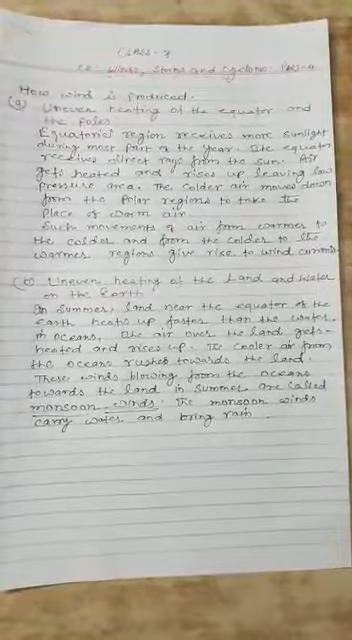 CLASS-7
C8- Winds, Storms and Cyclone Part-4
How wind is produced.
(a) Uneven heating of the equator and
the poles
Equatorial region receives more sunlight
during most part of the year. The equator
receives direct rays from the sun. Air
gets heated and rises up leaving low
pressure area. The colder air moves down
from the Polar regions to take the
place of warm air.
Such movements of air from warmer to
the colder and from the colder to the
warmer regions give rise to wind
(b) Uneven heating of the Land and Water
on the Earth
In Summer, land near the equator of the
earth heats up faster than the water
in oceans. The air over the land gets-
heated and rises up. The cooler air from
the oceans rushes towards the land.
These winds blowing from the oceans
towards the land in Summer are called
monsoon winds. The monsoon winds
carry water and bring rain.